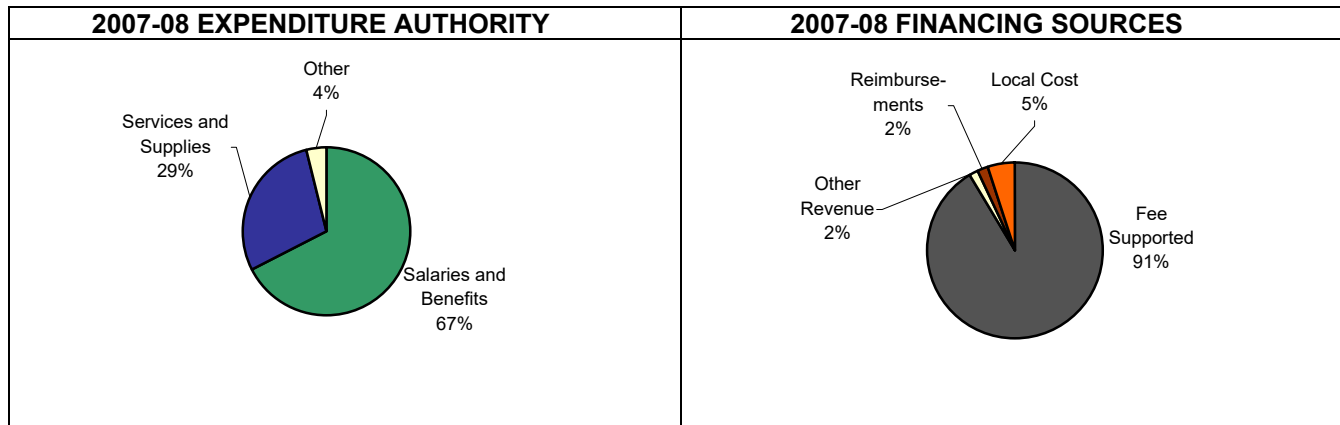 2007-08 EXPENDITURE AUTHORITY
Other
4%
Services and
Supplies
29%
Salaries and
Benefits
67%
2007-08 FINANCING SOURCES
Reimburse-
ments
2%
Local Cost
5%
Other
Revenue
2%
Fee
Supported
91%